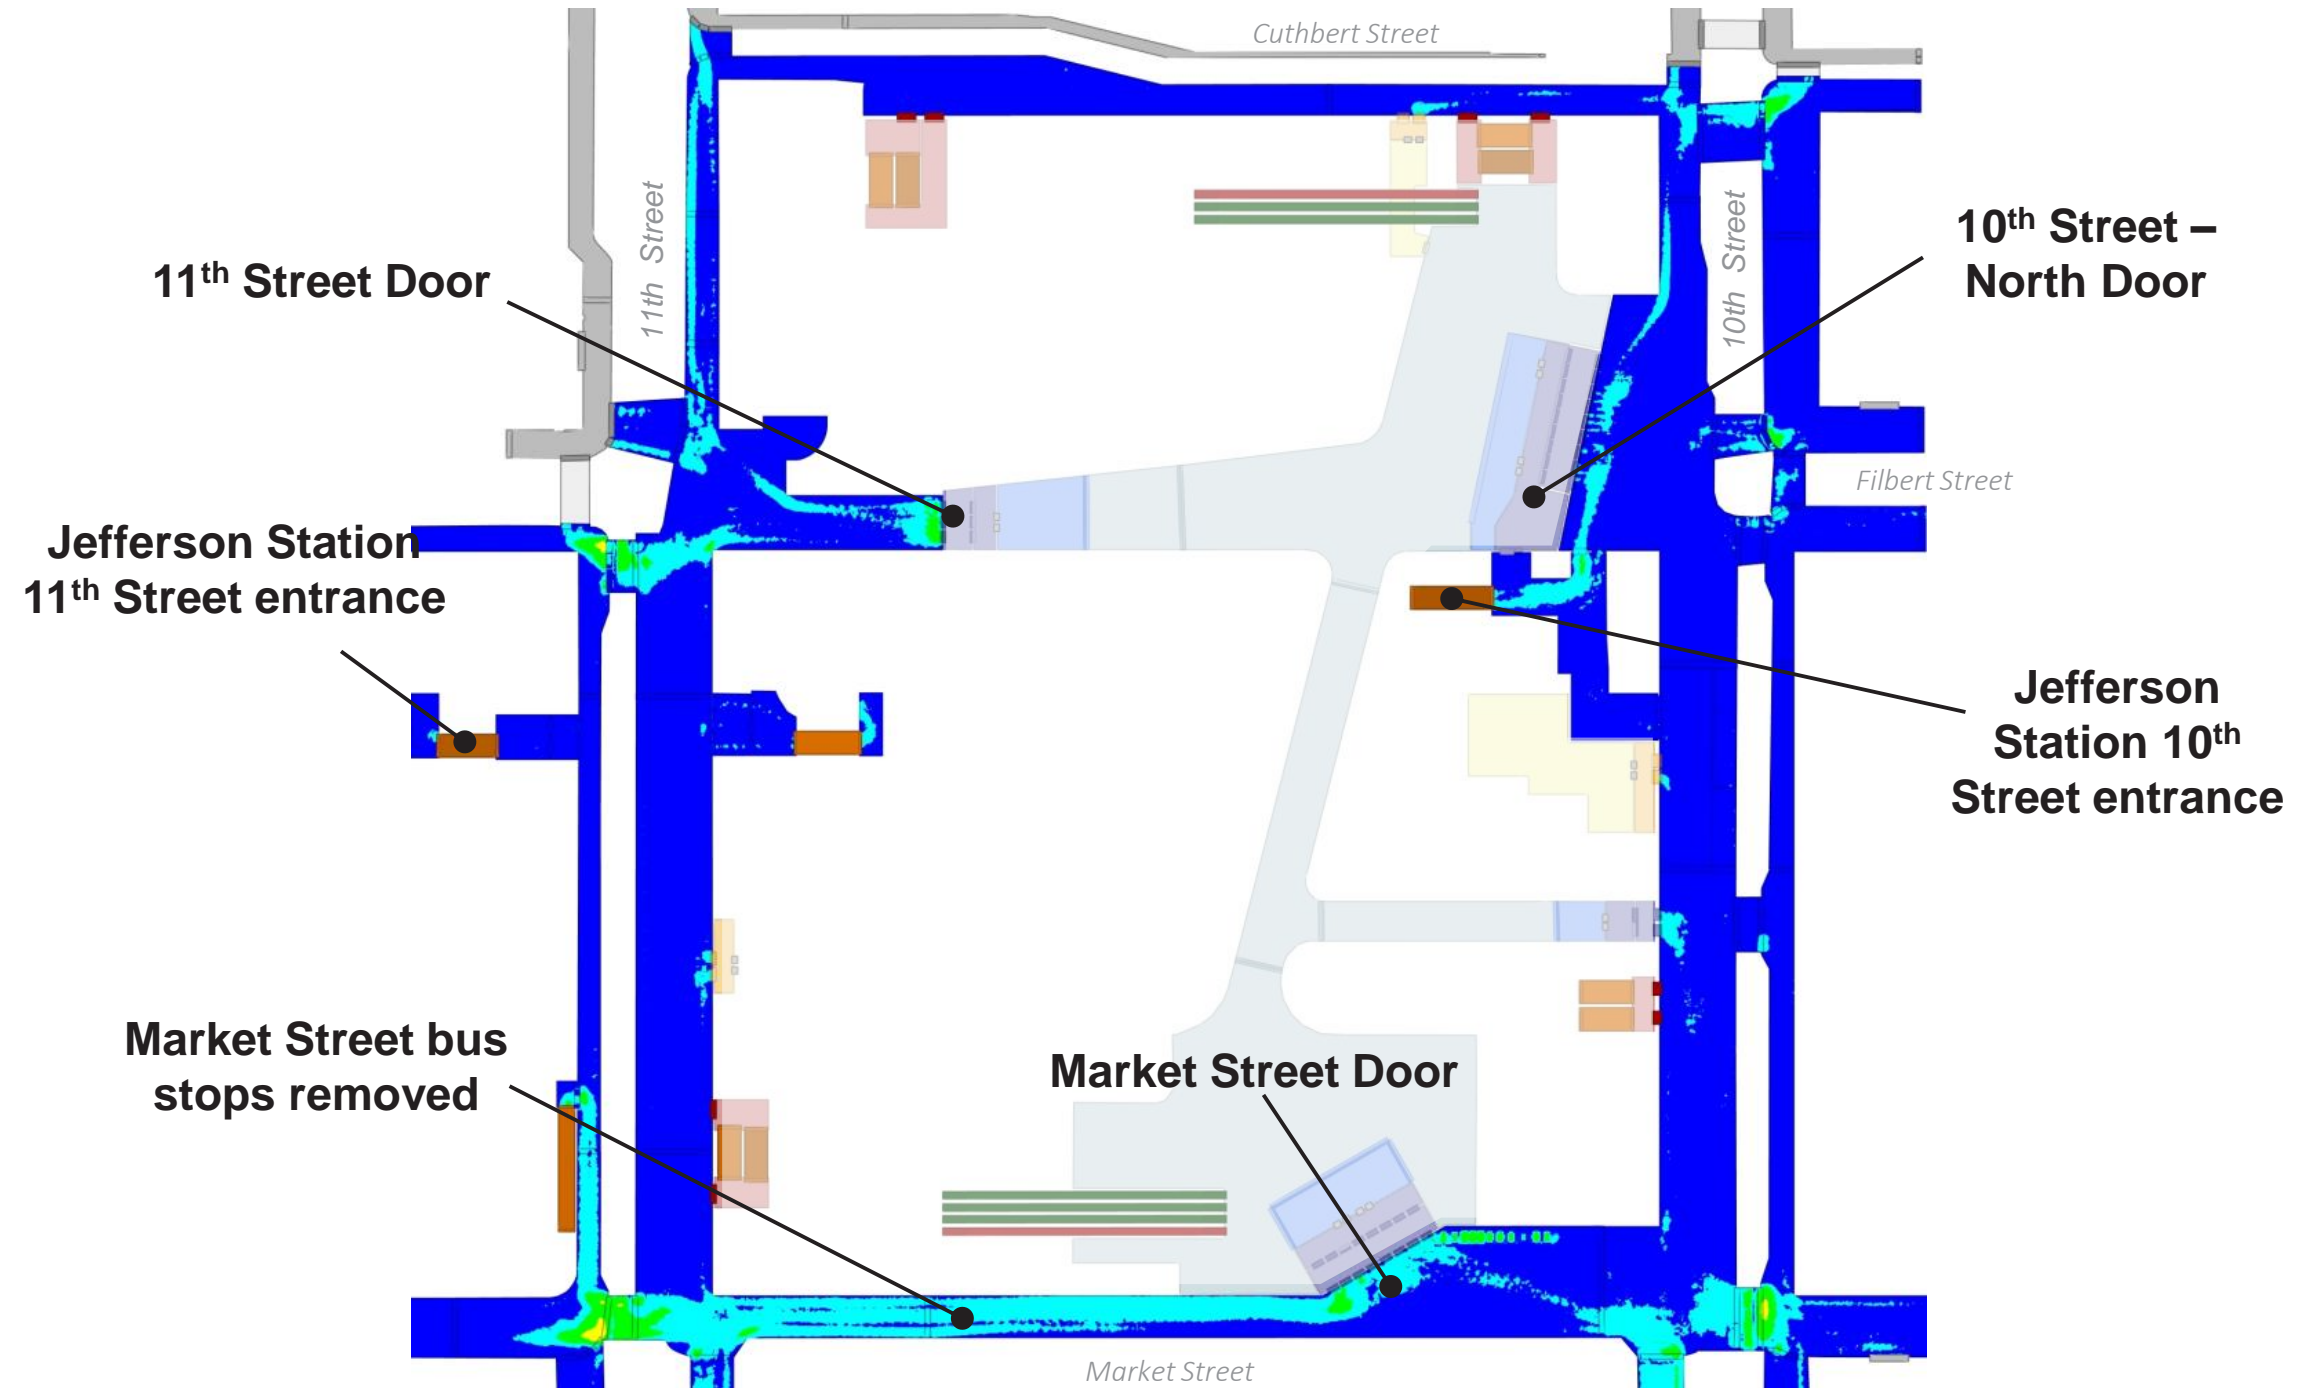 Cuthbert Street
11th Street
10th Street
10th Street –
North Door
11th Street Door
Filbert Street
Jefferson Station
11th Street entrance
Jefferson
Station 10th
Street entrance
Market Street bus
stops removed
Market Street Door
Market Street